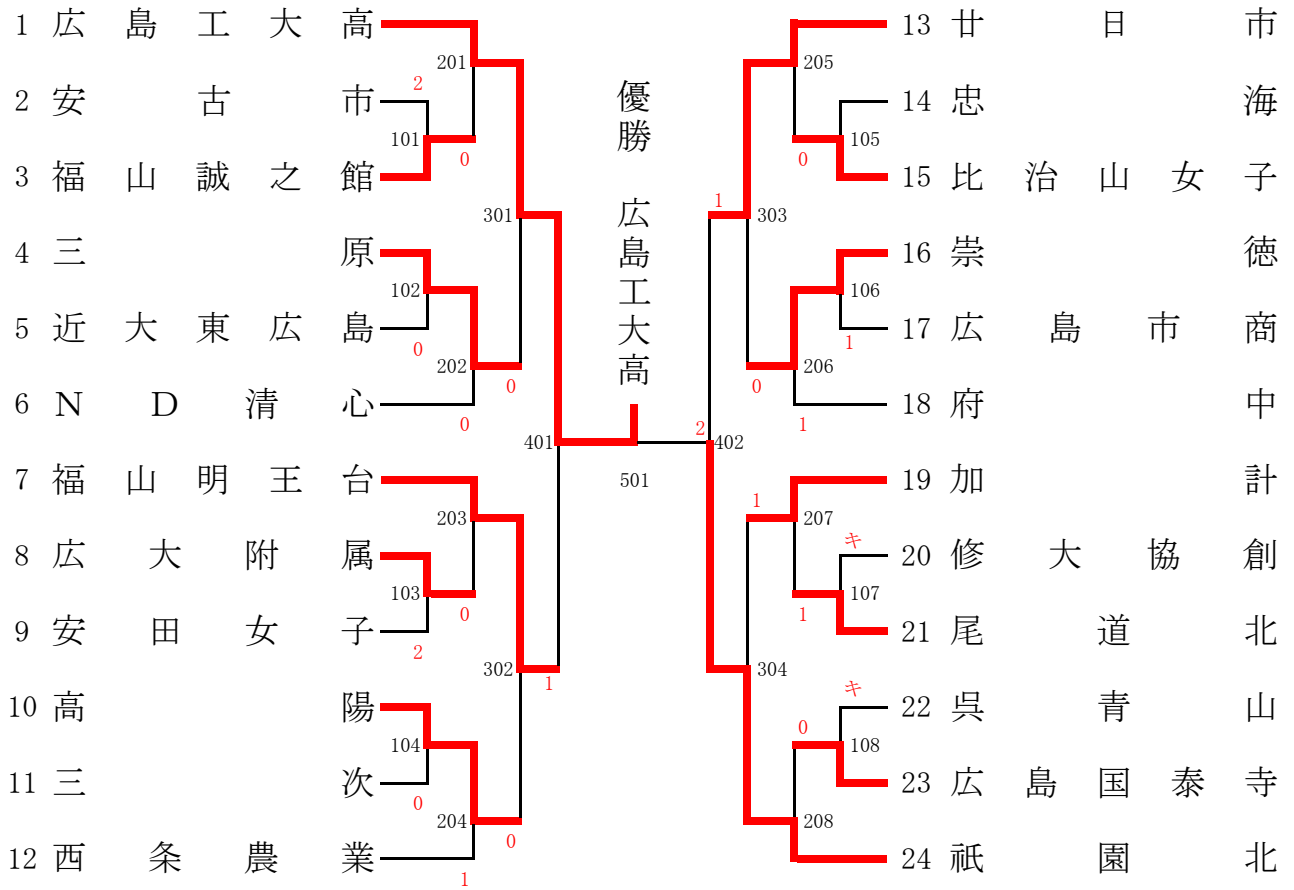 1 広島工大高
2 安古市
3 福山誠之館
4 三原
5 近大東広島
6 ND清心
7 福山明王台
8 広大附属
9 安田女子
10 高陽
11 三次
12 西条農業
2
101
0
201
102
0
202
0
0
301
203
103
0
2
302
1
104
0
204
0
1
401
優勝 広島工大高
501
2
402
1
303
205
105
0
106
1
206
0
1
1
207
キ
107
1
304
キ
0
108
208
13 廿日市
14 忠海
15 比治山女子
16 崇徳
17 広島市商
18 府中
19 加計
20 修大協創
21 尾道北
22 呉青山
23 広島国泰寺
24 祇園北